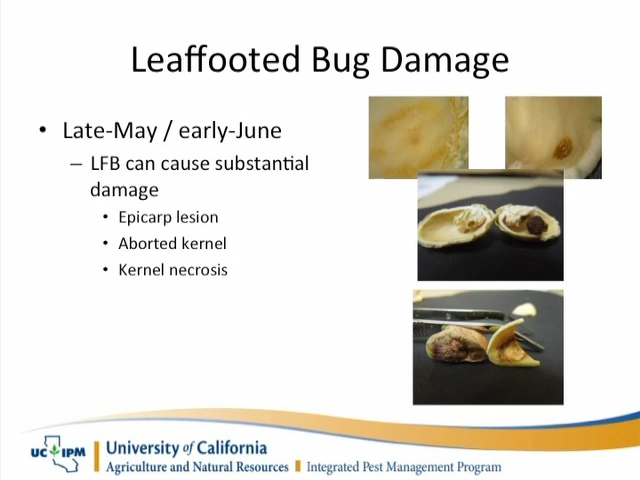 Leaffooted Bug Damage
• Late-May / early-June
– LFB can cause substantial
damage
• Epicarp lesion
• Aborted kernel
• Kernel necrosis
UC IPM
University of California
Agriculture and Natural Resources Integrated Pest Management Program